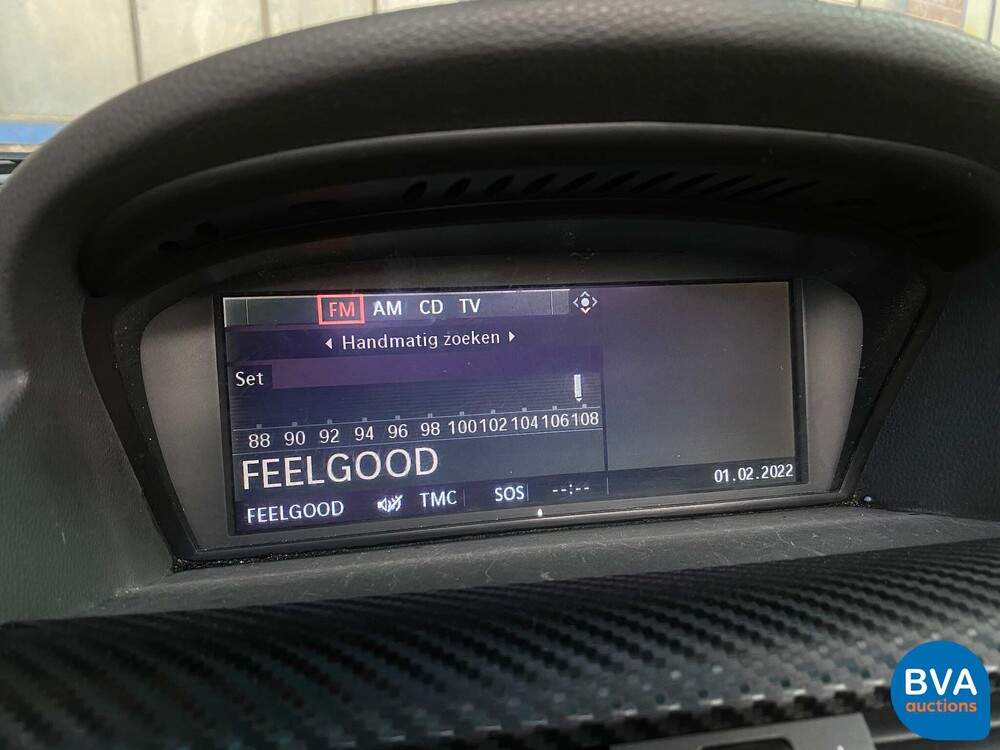 FM AM CD TV
Handmatig zoeken
Set
88 90 92 94 96 98 100 102 104 106 108
FEELGOOD
01.02.2022
FEELGOOD TMC SOS --:--
BVA
auctions